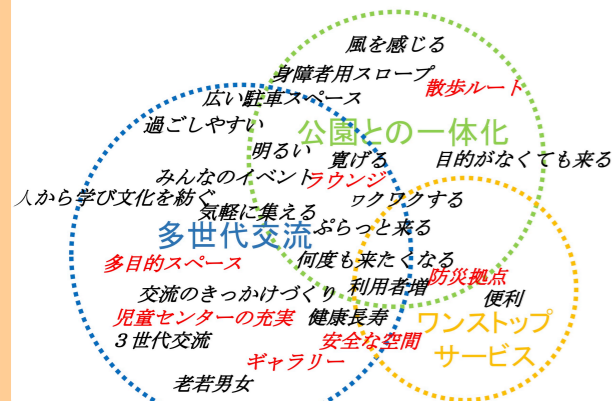 風を感じる
身障者用スロープ
散歩ルート
広い駐車スペース
過ごしやすい
公園との一体化
明るい
寛げる
目的がなくても来る
みんなのイベント
ラウンジ
人から学び文化を紡ぐ
ワクワクする
気軽に集える
ぷらっと来る
多世代交流
多目的スペース
何度も来たくなる
防災拠点
交流のきっかけづくり
利用者増
便利
児童センターの充実
健康長寿
ワンストップ
サービス
3世代交流
安全な空間
ギャラリー
老若男女